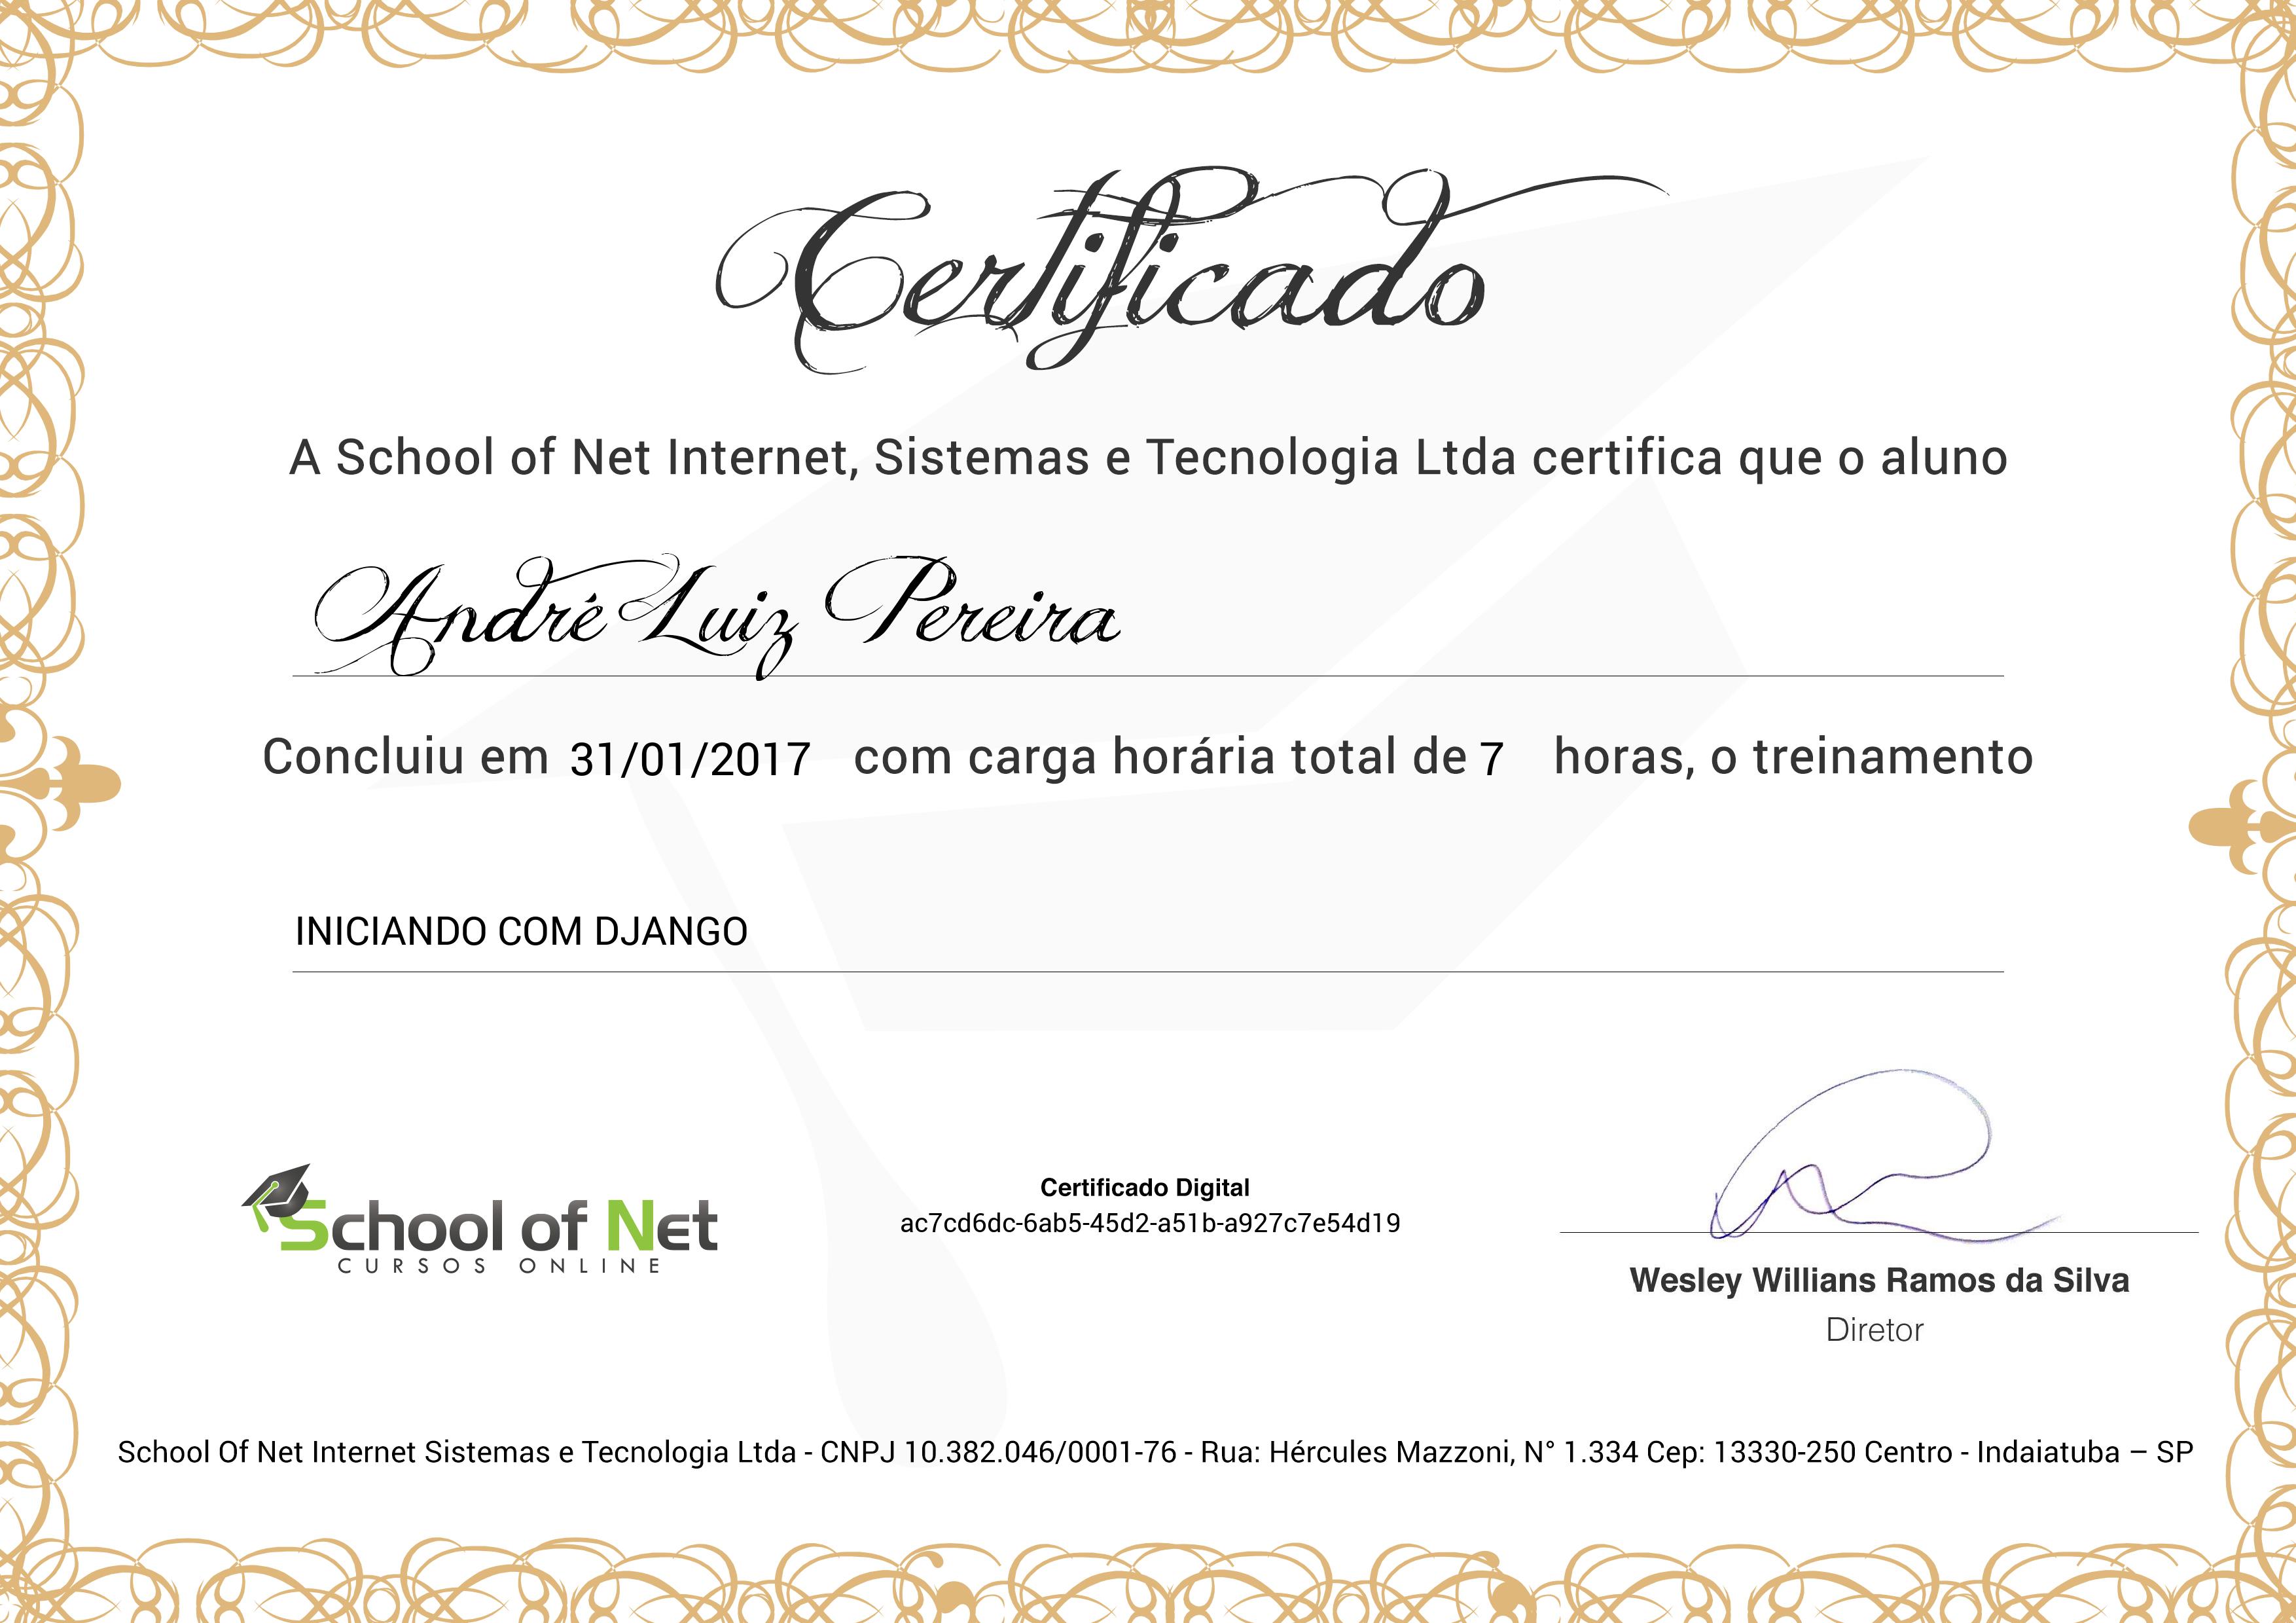 Certificado
A School of Net Internet, Sistemas e Tecnologia Ltda certifica que o aluno
André Luiz Pereira
Concluiu em 31/01/2017 com carga horária total de 7 horas, o treinamento
INICIANDO COM DJANGO
School of Net
CURSOS ONLINE
Certificado Digital
ac7cd6dc-6ab5-45d2-a51b-a927c7e54d19
Wesley Willians Ramos da Silva
Diretor
School Of Net Internet Sistemas e Tecnologia Ltda - CNPJ 10.382.046/0001-76 - Rua: Hércules Mazzoni, N° 1.334 Cep: 13330-250 Centro - Indaiatuba – SP